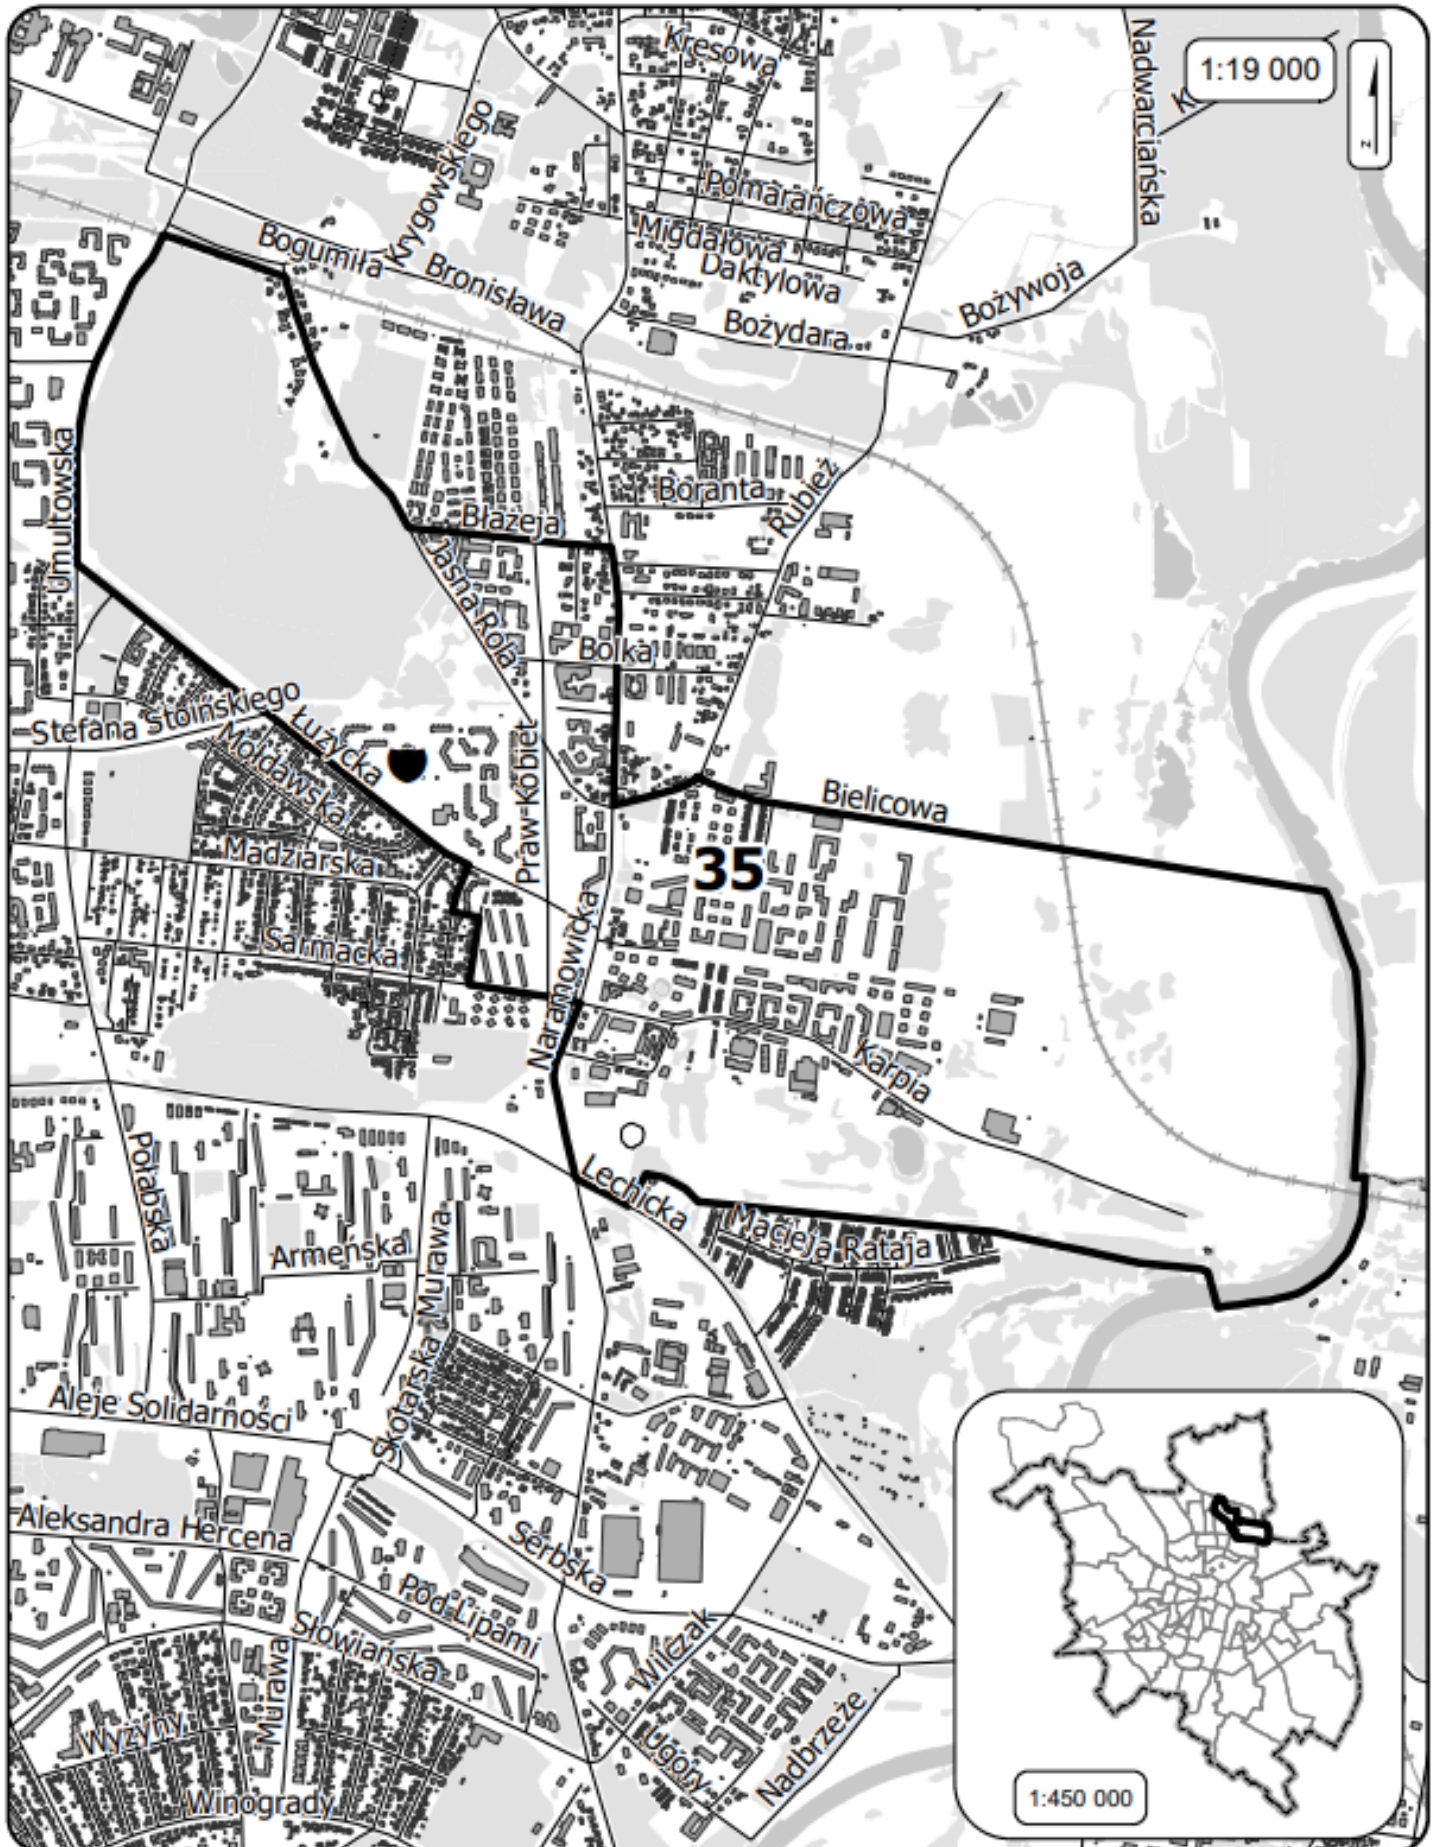 Kresowa
Nadwarciańska
1:19 000
K
z
Krygowskiego
Pomarańczowa
Migdałowa
Daktylowa
Bogumiła
Bronisława
Bożywoja
Bożydara
Umultowska
Boranta
Rubież
Błażeja
Jasna Rola
Bolka
Stefana Stoińskiego
Łużycka
Mołdawska
Praw Kobiet
Bielicowa
Madziarska
35
Sarmacka
Naramowicka
Karpia
Połabska
Lechicka
Macieja Rataja
Armeńska
Murawa
Skotarska
Aleje Solidarności
Aleksandra Hercena
Serbska
Pod Lipami
Słowiańska
Wilczak
Murawa
Wyżyny
Ugory
Nadbrzeże
Winogrady
1:450 000